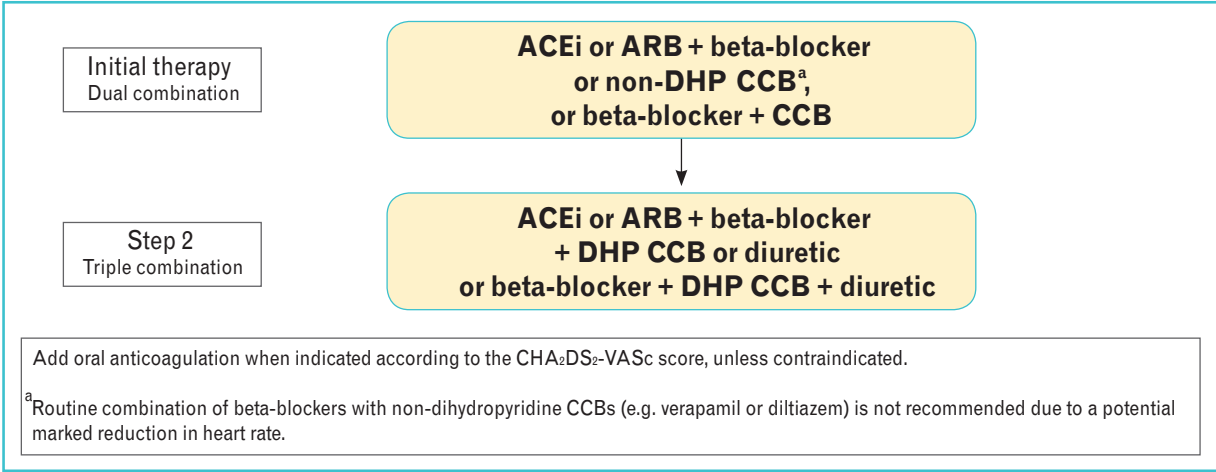 Initial therapy
Dual combination
ACEi or ARB + beta-blocker
or non-DHP CCBᵃ,
or beta-blocker + CCB
Step 2
Triple combination
ACEi or ARB + beta-blocker
+ DHP CCB or diuretic
or beta-blocker + DHP CCB + diuretic
Add oral anticoagulation when indicated according to the CHA₂DS₂-VASc score, unless contraindicated.
ᵃRoutine combination of beta-blockers with non-dihydropyridine CCBs (e.g. verapamil or diltiazem) is not recommended due to a potential
marked reduction in heart rate.